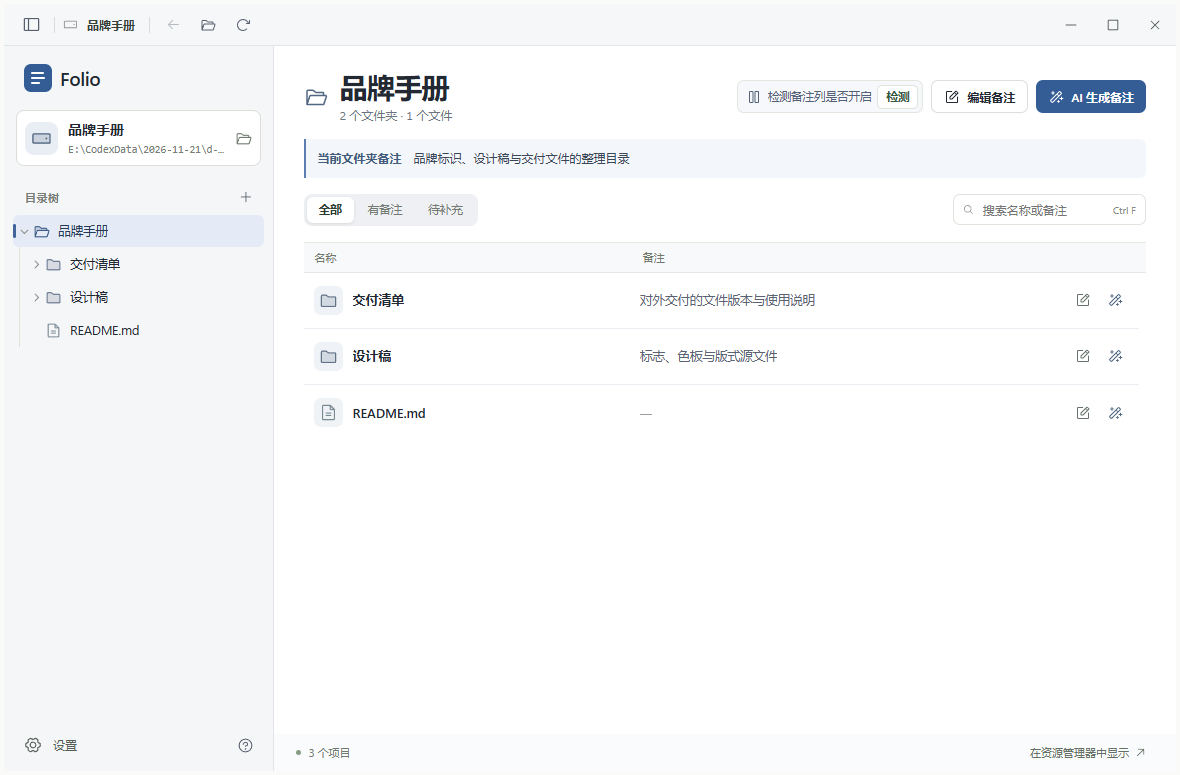 品牌手册
Folio
品牌手册
E:\CodexData\2026-11-21\d-…
目录树
品牌手册
交付清单
设计稿
README.md
设置
品牌手册
2 个文件夹 · 1 个文件
检测备注列是否开启
检测
编辑备注
AI 生成备注
当前文件夹备注 品牌标识、设计稿与交付文件的整理目录
全部
有备注
待补充
搜索名称或备注
Ctrl F
名称
备注
交付清单
对外交付的文件版本与使用说明
设计稿
标志、色板与版式源文件
README.md
—
3 个项目
在资源管理器中显示